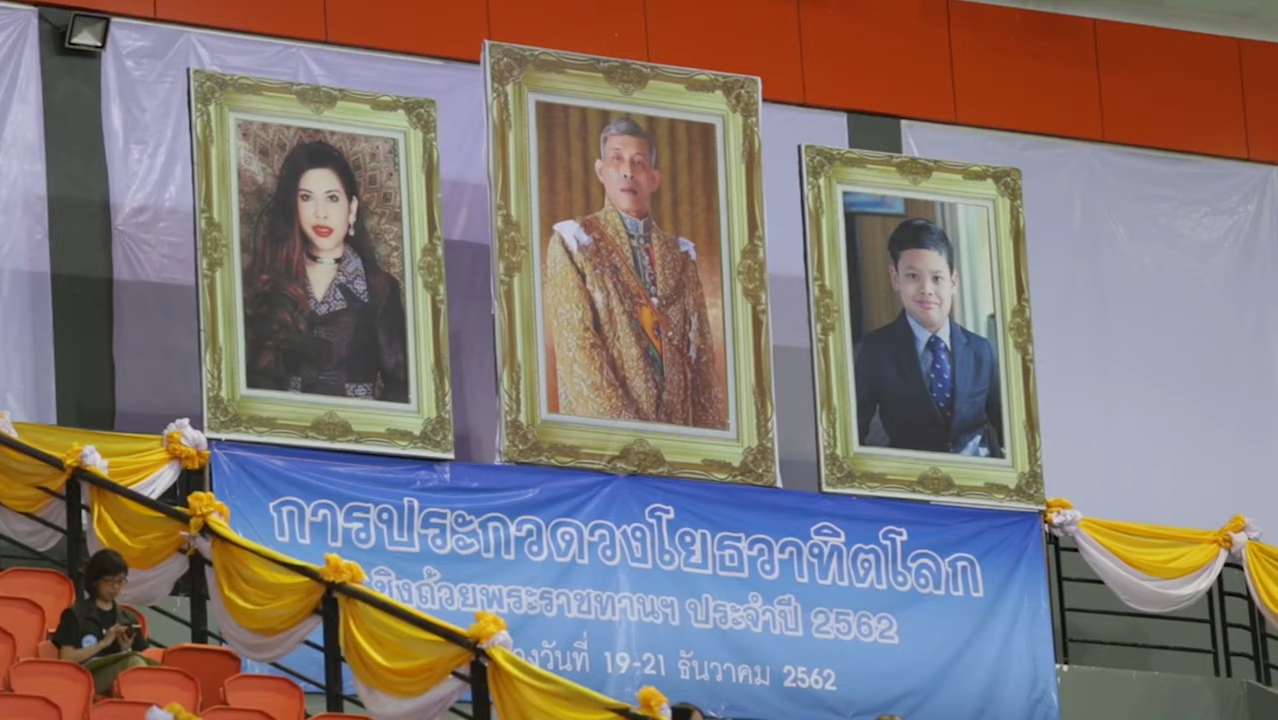 การประกวดวงโยธวาทิตโลก
ชิงถ้วยพระราชทานฯ ประจำปี 2562
วันที่ 19-21 ธันวาคม 2562